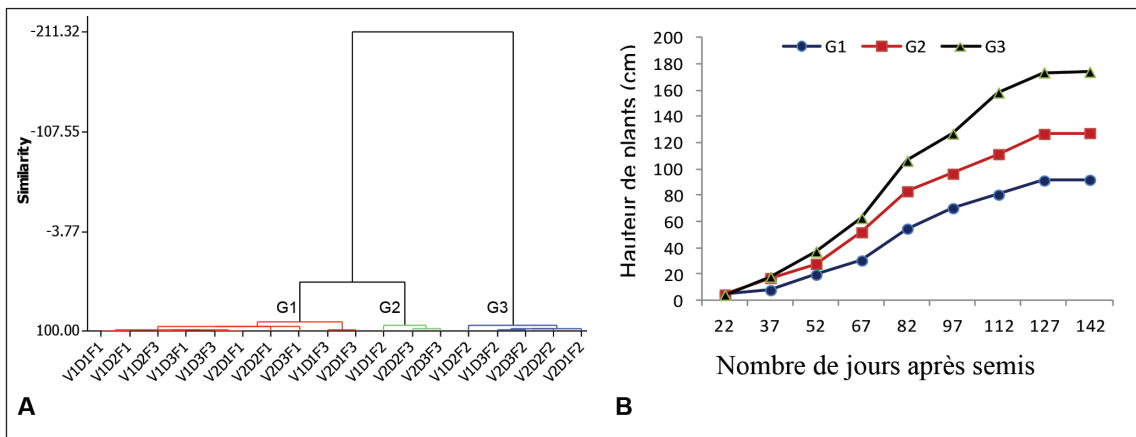 -211.32
-107.55
-3.77
100.00
Similarity
G1
G2
G3
V1D1F1
V1D2F1
V1D2F3
V1D3F1
V1D3F3
V2D1F1
V2D2F1
V2D3F1
V1D1F3
V2D1F3
V1D1F2
V2D2F3
V2D3F3
V1D2F2
V1D3F2
V2D3F2
V2D2F2
V2D1F2
A
G1 G2 G3
200
180
160
140
120
100
80
60
40
20
0
Hauteur de plants (cm)
22 37 52 67 82 97 112 127 142
Nombre de jours après semis
B